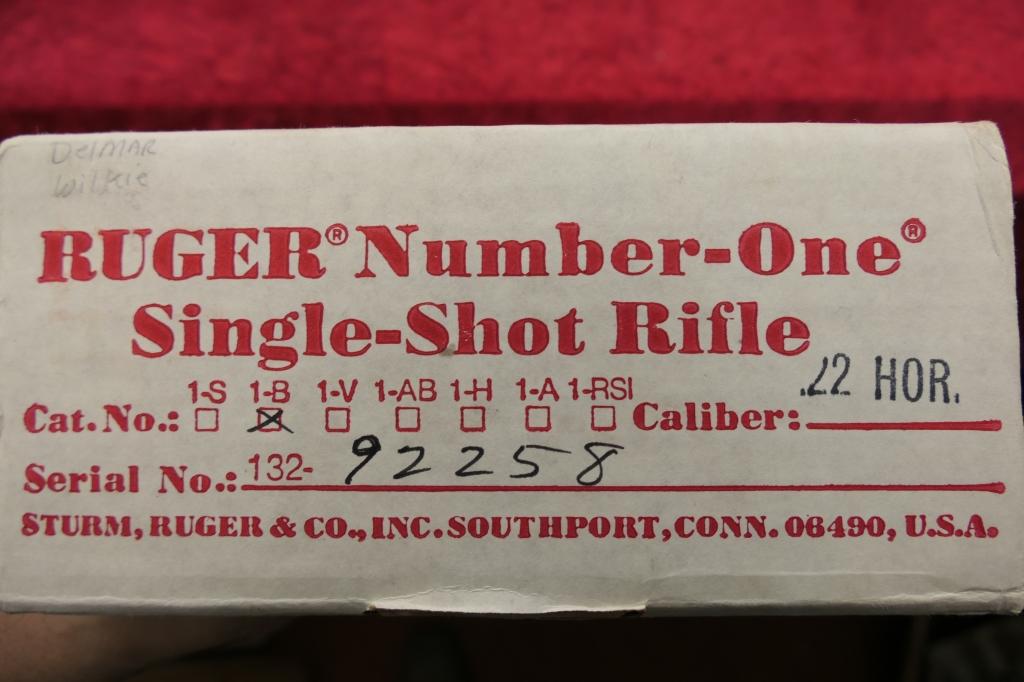 DelMAR
Wilkie
RUGER® Number-One®
Single-Shot Rifle
1-S 1-B 1-V 1-AB 1-H 1-A 1-RSI
Cat. No.: ☐ ☒ ☐ ☐ ☐ ☐ ☐ Caliber: .22 HOR.
Serial No.: 132- 92258
STURM, RUGER & CO., INC. SOUTHPORT, CONN. 06490, U.S.A.